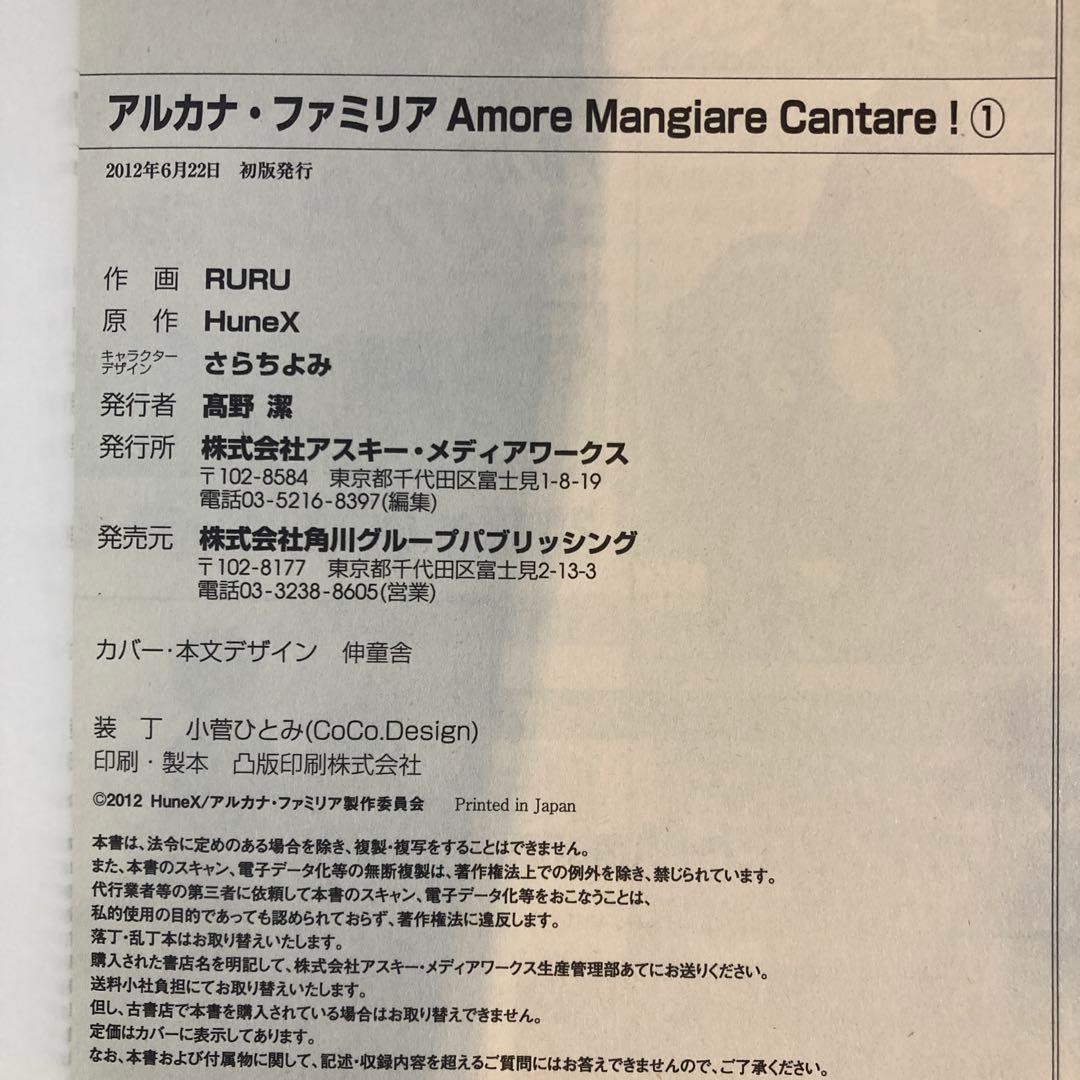 アルカナ・ファミリア Amore Mangiare Cantare！①
2012年6月22日　初版発行
作　画　RURU
原　作　HuneX
キャラクターデザイン　さらちよみ
発行者　髙野 潔
発行所　株式会社アスキー・メディアワークス
〒102-8584　東京都千代田区富士見1-8-19
電話03-5216-8397(編集)
発売元　株式会社角川グループパブリッシング
〒102-8177　東京都千代田区富士見2-13-3
電話03-3238-8605(営業)
カバー・本文デザイン　伸童舎
装　丁　小菅ひとみ(CoCo.Design)
印刷・製本　凸版印刷株式会社
©2012 HuneX/アルカナ・ファミリア製作委員会　Printed in Japan
本書は、法令に定めのある場合を除き、複製・複写をすることはできません。
また、本書のスキャン、電子データ化等の無断複製は、著作権法上での例外を除き、禁じられています。
代行業者等の第三者に依頼して本書のスキャン、電子データ化等をおこなうことは、
私的使用の目的であっても認められておらず、著作権法に違反します。
落丁・乱丁本はお取り替えいたします。
購入された書店名を明記して、株式会社アスキー・メディアワークス生産管理部あてにお送りください。
送料小社負担にてお取り替えいたします。
但し、古書店で本書を購入されている場合はお取り替えできません。
定価はカバーに表示してあります。
なお、本書および付属物に関して、記述・収録内容を超えるご質問にはお答えできませんので、ご了承ください。